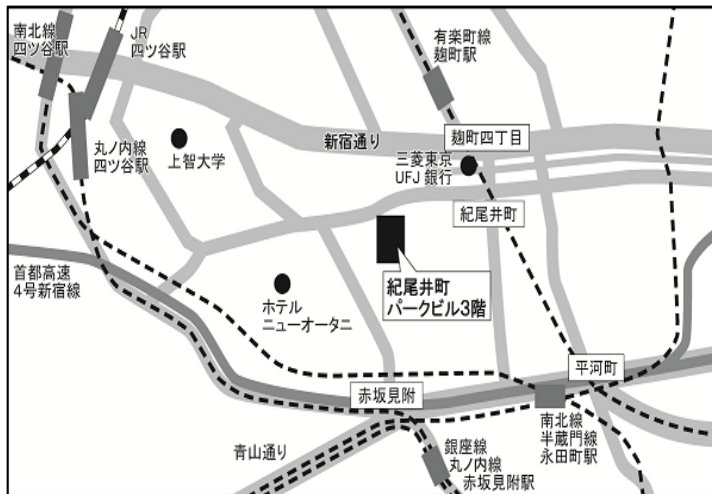 南北線
四ツ谷駅
JR
四ツ谷駅
有楽町線
麹町駅
丸ノ内線
四ツ谷駅
上智大学
新宿通り
麹町四丁目
三菱東京
UFJ 銀行
紀尾井町
首都高速
4号新宿線
ホテル
ニューオータニ
紀尾井町
パークビル3階
赤坂見附
平河町
青山通り
銀座線
丸ノ内線
赤坂見附駅
南北線
半蔵門線
永田町駅